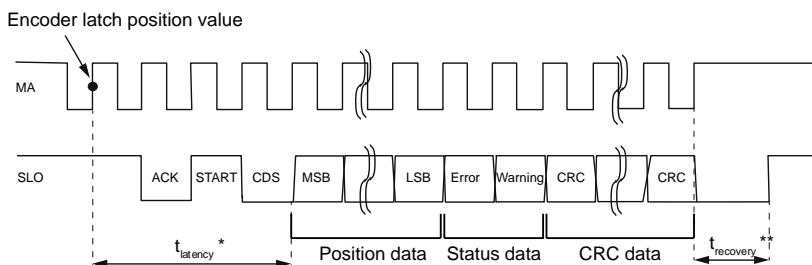 Encoder latch position value
MA
SLO
ACK START CDS MSB LSB Error Warning CRC CRC
Position data Status data CRC data
tlatency * trecovery **